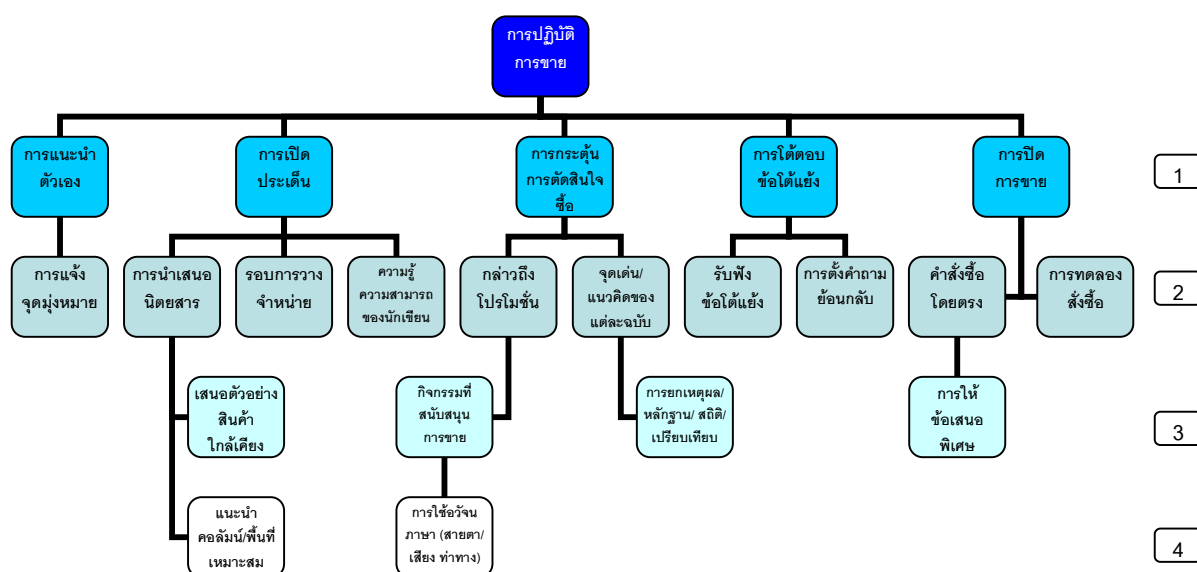 การปฏิบัติ
การขาย
การแนะนำ
ตัวเอง
การเปิด
ประเด็น
การกระตุ้น
การตัดสินใจ
ซื้อ
การโต้ตอบ
ข้อโต้แย้ง
การปิด
การขาย
1
การแจ้ง
จุดมุ่งหมาย
การนำเสนอ
นิตยสาร
รอบการวาง
จำหน่าย
ความรู้
ความสามารถ
ของนักเขียน
กล่าวถึง
โปรโมชั่น
จุดเด่น/
แนวคิดของ
แต่ละฉบับ
รับฟัง
ข้อโต้แย้ง
การตั้งคำถาม
ย้อนกลับ
คำสั่งซื้อ
โดยตรง
การทดลอง
สั่งซื้อ
2
เสนอตัวอย่าง
สินค้า
ใกล้เคียง
กิจกรรมที่
สนับสนุน
การขาย
การยกเหตุผล/
หลักฐาน/ สถิติ/
เปรียบเทียบ
การให้
ข้อเสนอ
พิเศษ
3
แนะนำ
คอลัมน์/พื้นที่
เหมาะสม
การใช้อวัจน
ภาษา (สายตา/
เสียง ท่าทาง)
4